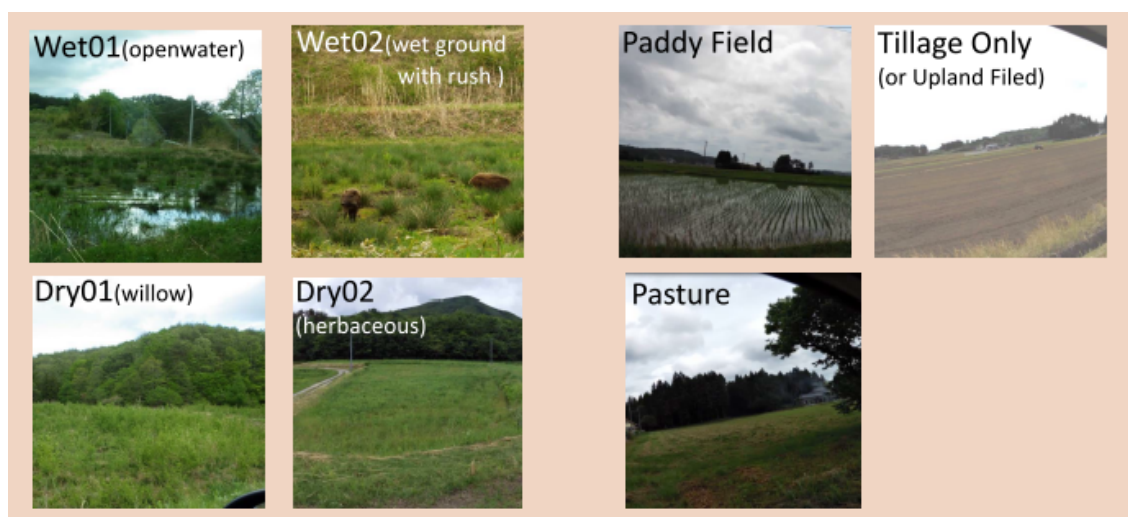 Wet01(openwater)
Wet02(wet ground
with rush )
Paddy Field
Tillage Only
(or Upland Filed)
Dry01(willow)
Dry02
(herbaceous)
Pasture